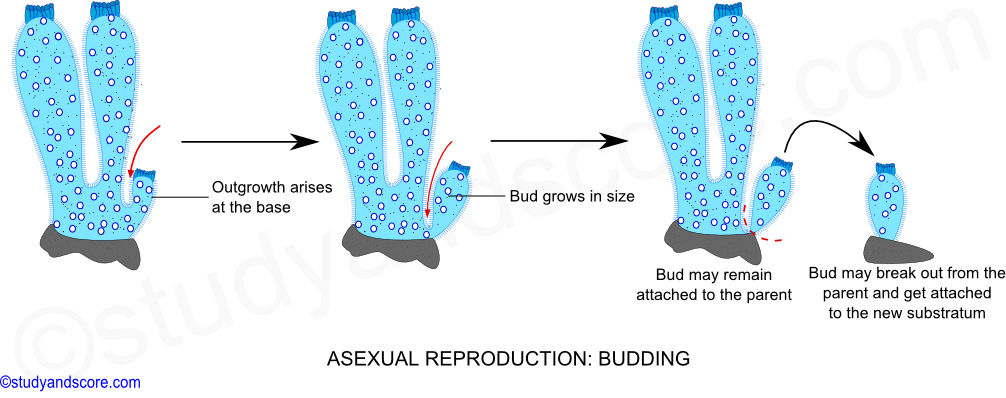 Outgrowth arises
at the base
Bud grows in size
Bud may remain
attached to the parent
Bud may break out from the
parent and get attached
to the new substratum
ASEXUAL REPRODUCTION: BUDDING
©studyandscore.com
©studyandscore.com